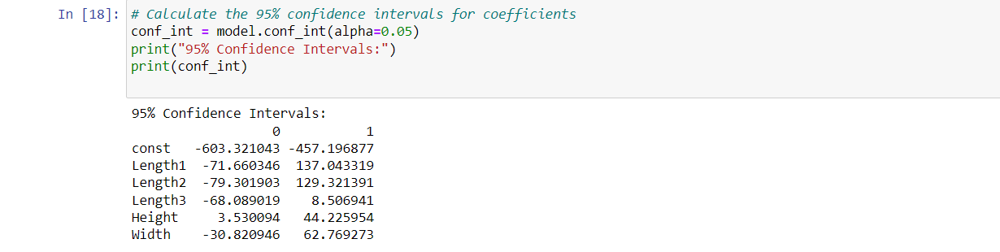 In [18]: # Calculate the 95% confidence intervals for coefficients
conf_int = model.conf_int(alpha=0.05)
print("95% Confidence Intervals:")
print(conf_int)
95% Confidence Intervals:
                  0           1
const   -603.321043 -457.196877
Length1  -71.660346  137.043319
Length2  -79.301903  129.321391
Length3  -68.089019    8.506941
Height     3.530094   44.225954
Width    -30.820946   62.769273